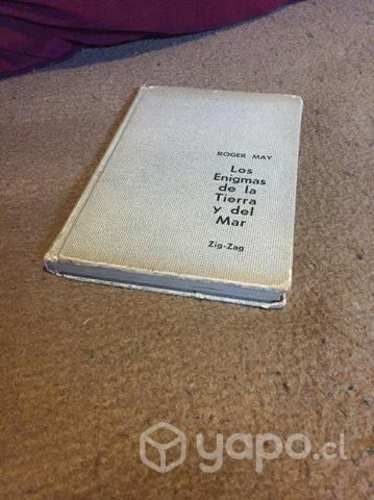 ROGER MAY
Los
Enigmas
de la
Tierra
y del
Mar
Zig-Zag
yapo.cl